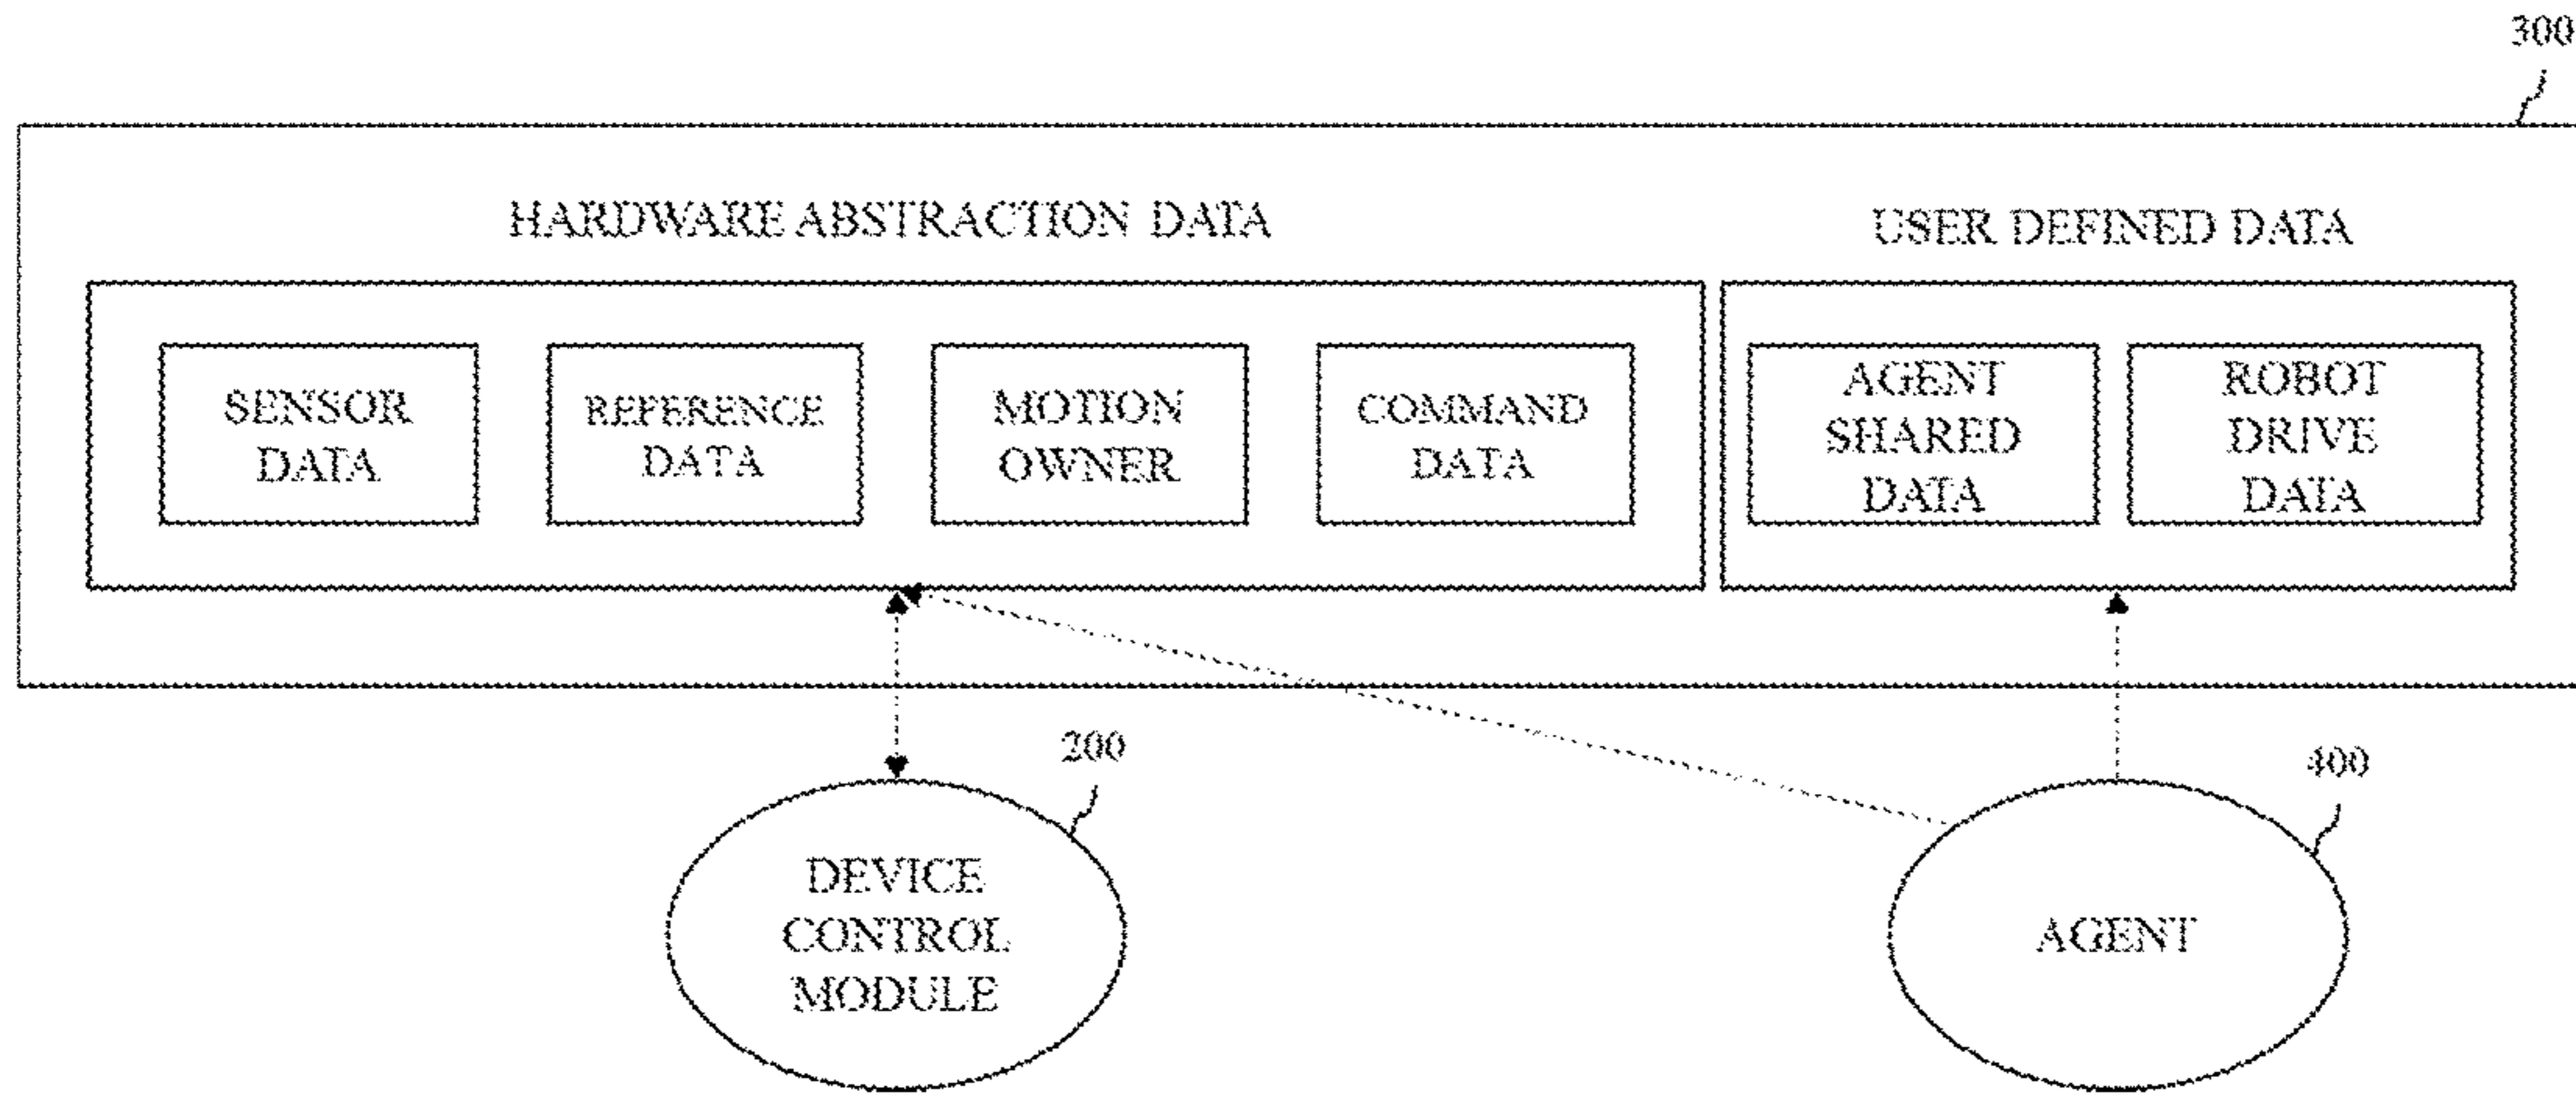 300
HARDWARE ABSTRACTION DATA
USER DEFINED DATA
SENSOR
DATA
REFERENCE
DATA
MOTION
OWNER
COMMAND
DATA
AGENT
SHARED
DATA
ROBOT
DRIVE
DATA
200
400
DEVICE
CONTROL
MODULE
AGENT